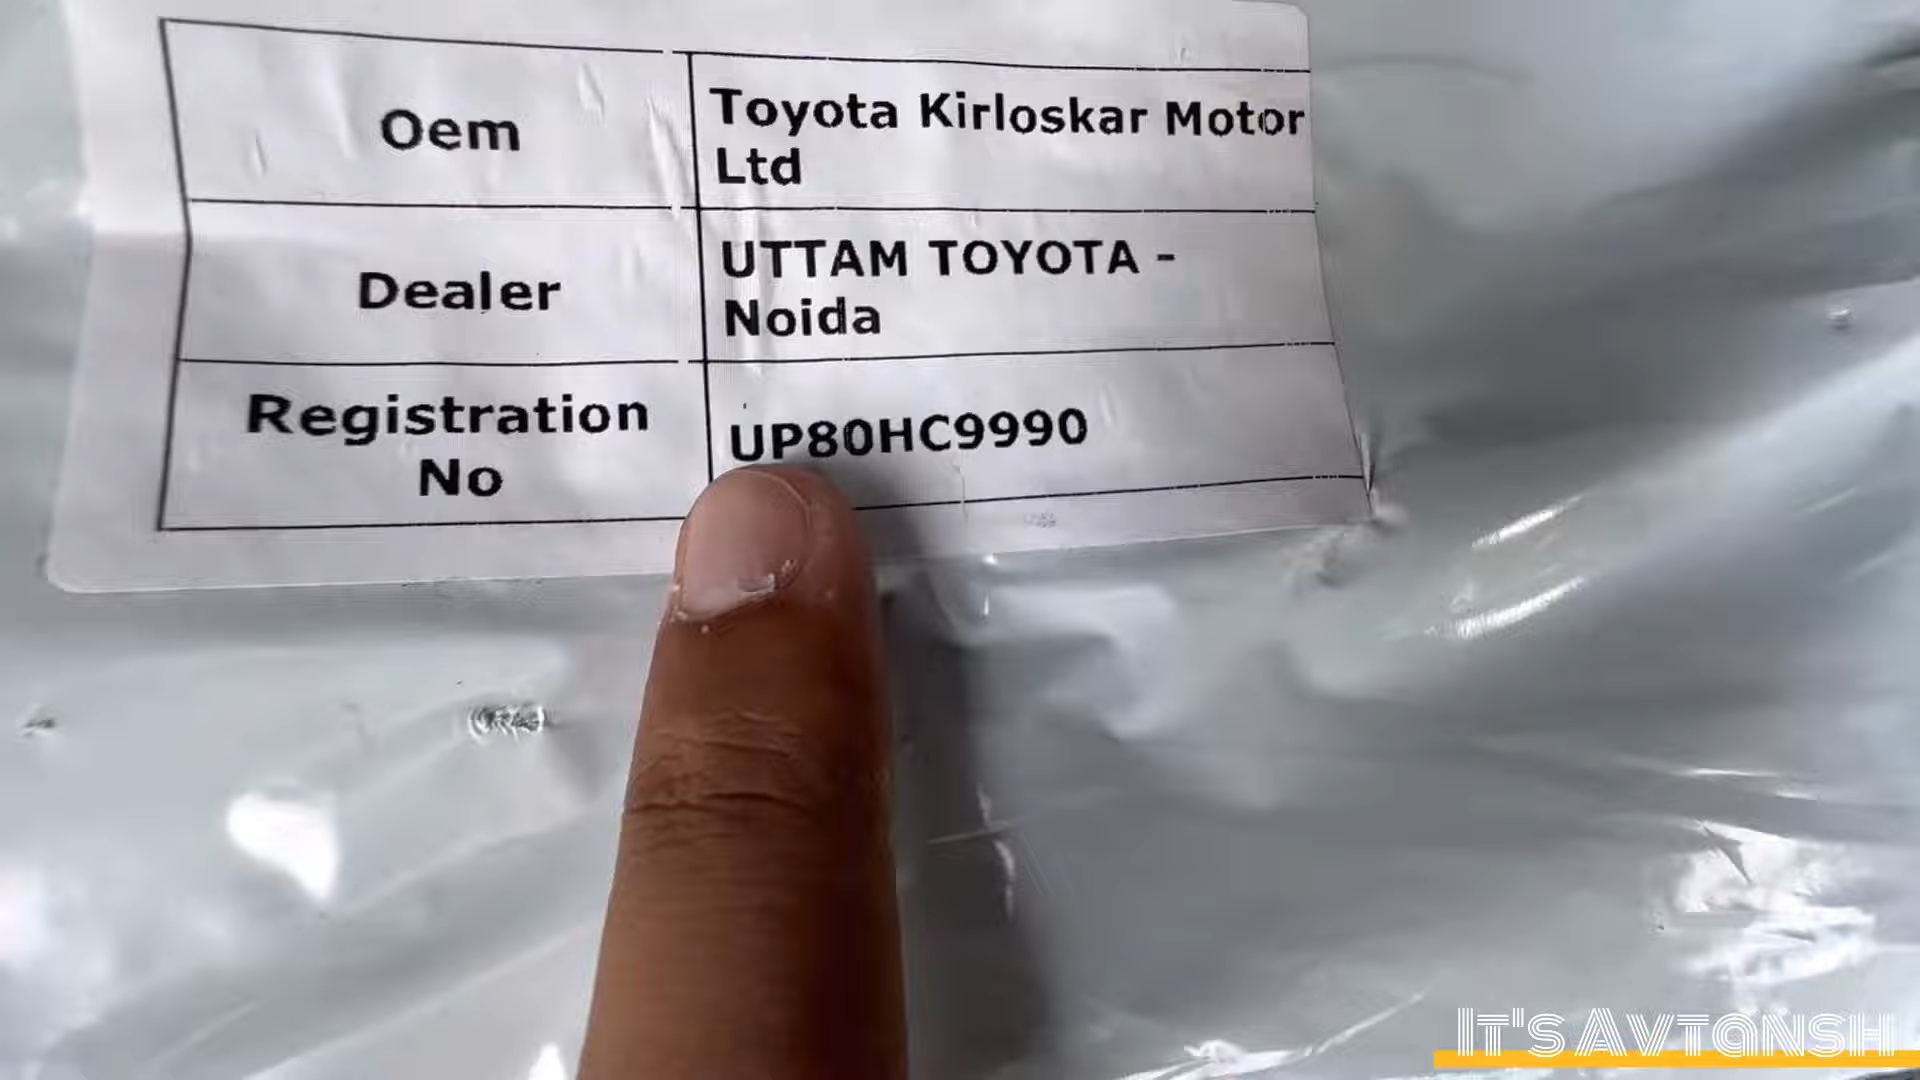 Oem
Toyota Kirloskar Motor
Ltd
Dealer
UTTAM TOYOTA -
Noida
Registration
No
UP80HC9990
IT'S AVTANSH